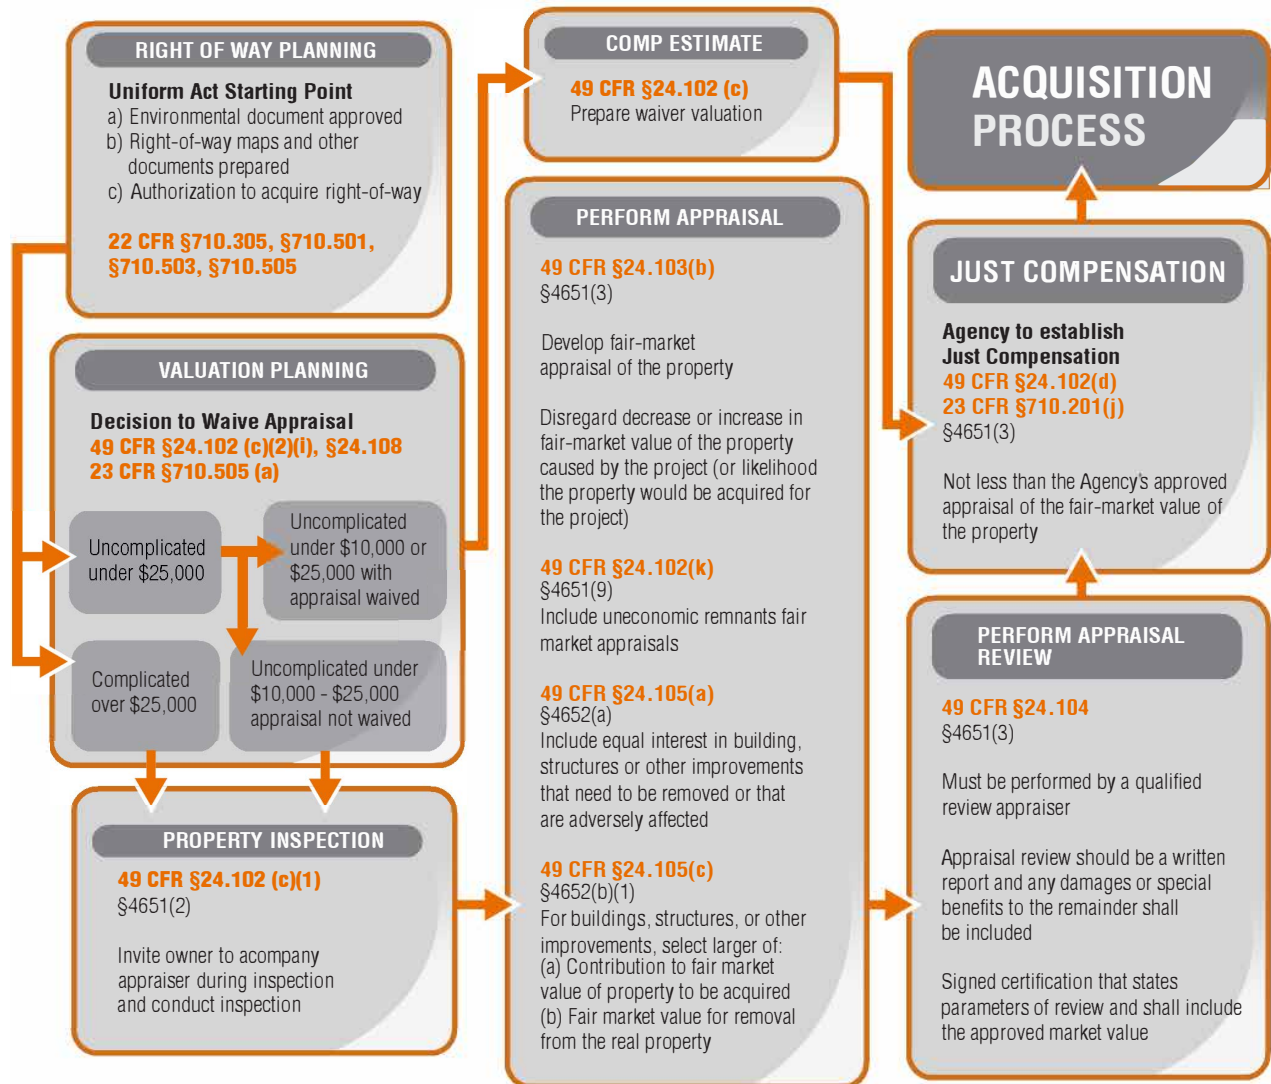 RIGHT OF WAY PLANNING
Uniform Act Starting Point
a) Environmental document approved
b) Right-of-way maps and other
documents prepared
c) Authorization to acquire right-of-way
22 CFR §710.305, §710.501,
§710.503, §710.505
VALUATION PLANNING
Decision to Waive Appraisal
49 CFR §24.102 (c)(2)(i), §24.108
23 CFR §710.505 (a)
Uncomplicated
under $25,000
Uncomplicated
under $10,000 or
$25,000 with
appraisal waived
Complicated
over $25,000
Uncomplicated under
$10,000 - $25,000
appraisal not waived
PROPERTY INSPECTION
49 CFR §24.102 (c)(1)
§4651(2)
Invite owner to acompany
appraiser during inspection
and conduct inspection
COMP ESTIMATE
49 CFR §24.102 (c)
Prepare waiver valuation
PERFORM APPRAISAL
49 CFR §24.103(b)
§4651(3)
Develop fair-market
appraisal of the property
Disregard decrease or increase in
fair-market value of the property
caused by the project (or likelihood
the property would be acquired for
the project)
49 CFR §24.102(k)
§4651(9)
Include uneconomic remnants fair
market appraisals
49 CFR §24.105(a)
§4652(a)
Include equal interest in building,
structures or other improvements
that need to be removed or that
are adversely affected
49 CFR §24.105(c)
§4652(b)(1)
For buildings, structures, or other
improvements, select larger of:
(a) Contribution to fair market
value of property to be acquired
(b) Fair market value for removal
from the real property
ACQUISITION
PROCESS
JUST COMPENSATION
Agency to establish
Just Compensation
49 CFR §24.102(d)
23 CFR §710.201(j)
§4651(3)
Not less than the Agency's approved
appraisal of the fair-market value of
the property
PERFORM APPRAISAL
REVIEW
49 CFR §24.104
§4651(3)
Must be performed by a qualified
review appraiser
Appraisal review should be a written
report and any damages or special
benefits to the remainder shall
be included
Signed certification that states
parameters of review and shall include
the approved market value